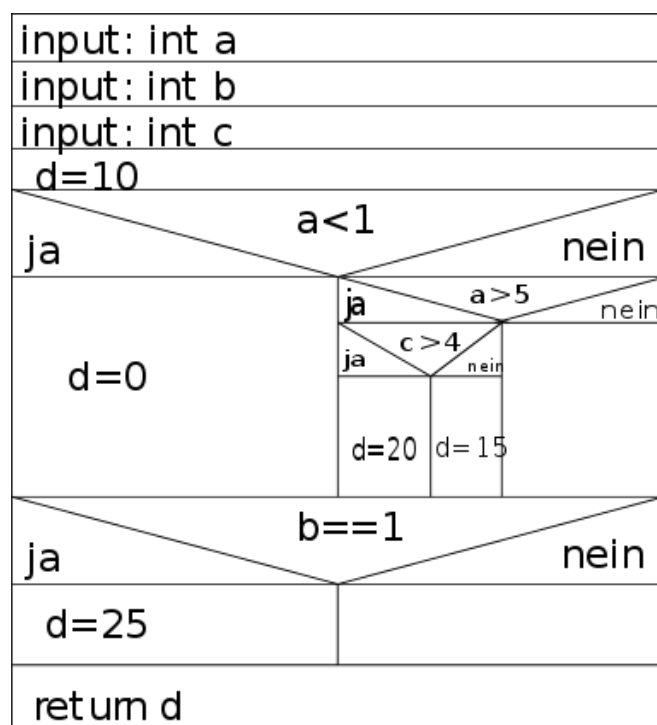 input: int a
input: int b
input: int c
d=10
a<1
ja
nein
a>5
ja
nein
c>4
ja
nein
d=0
d=20
d=15
b==1
ja
nein
d=25
return d